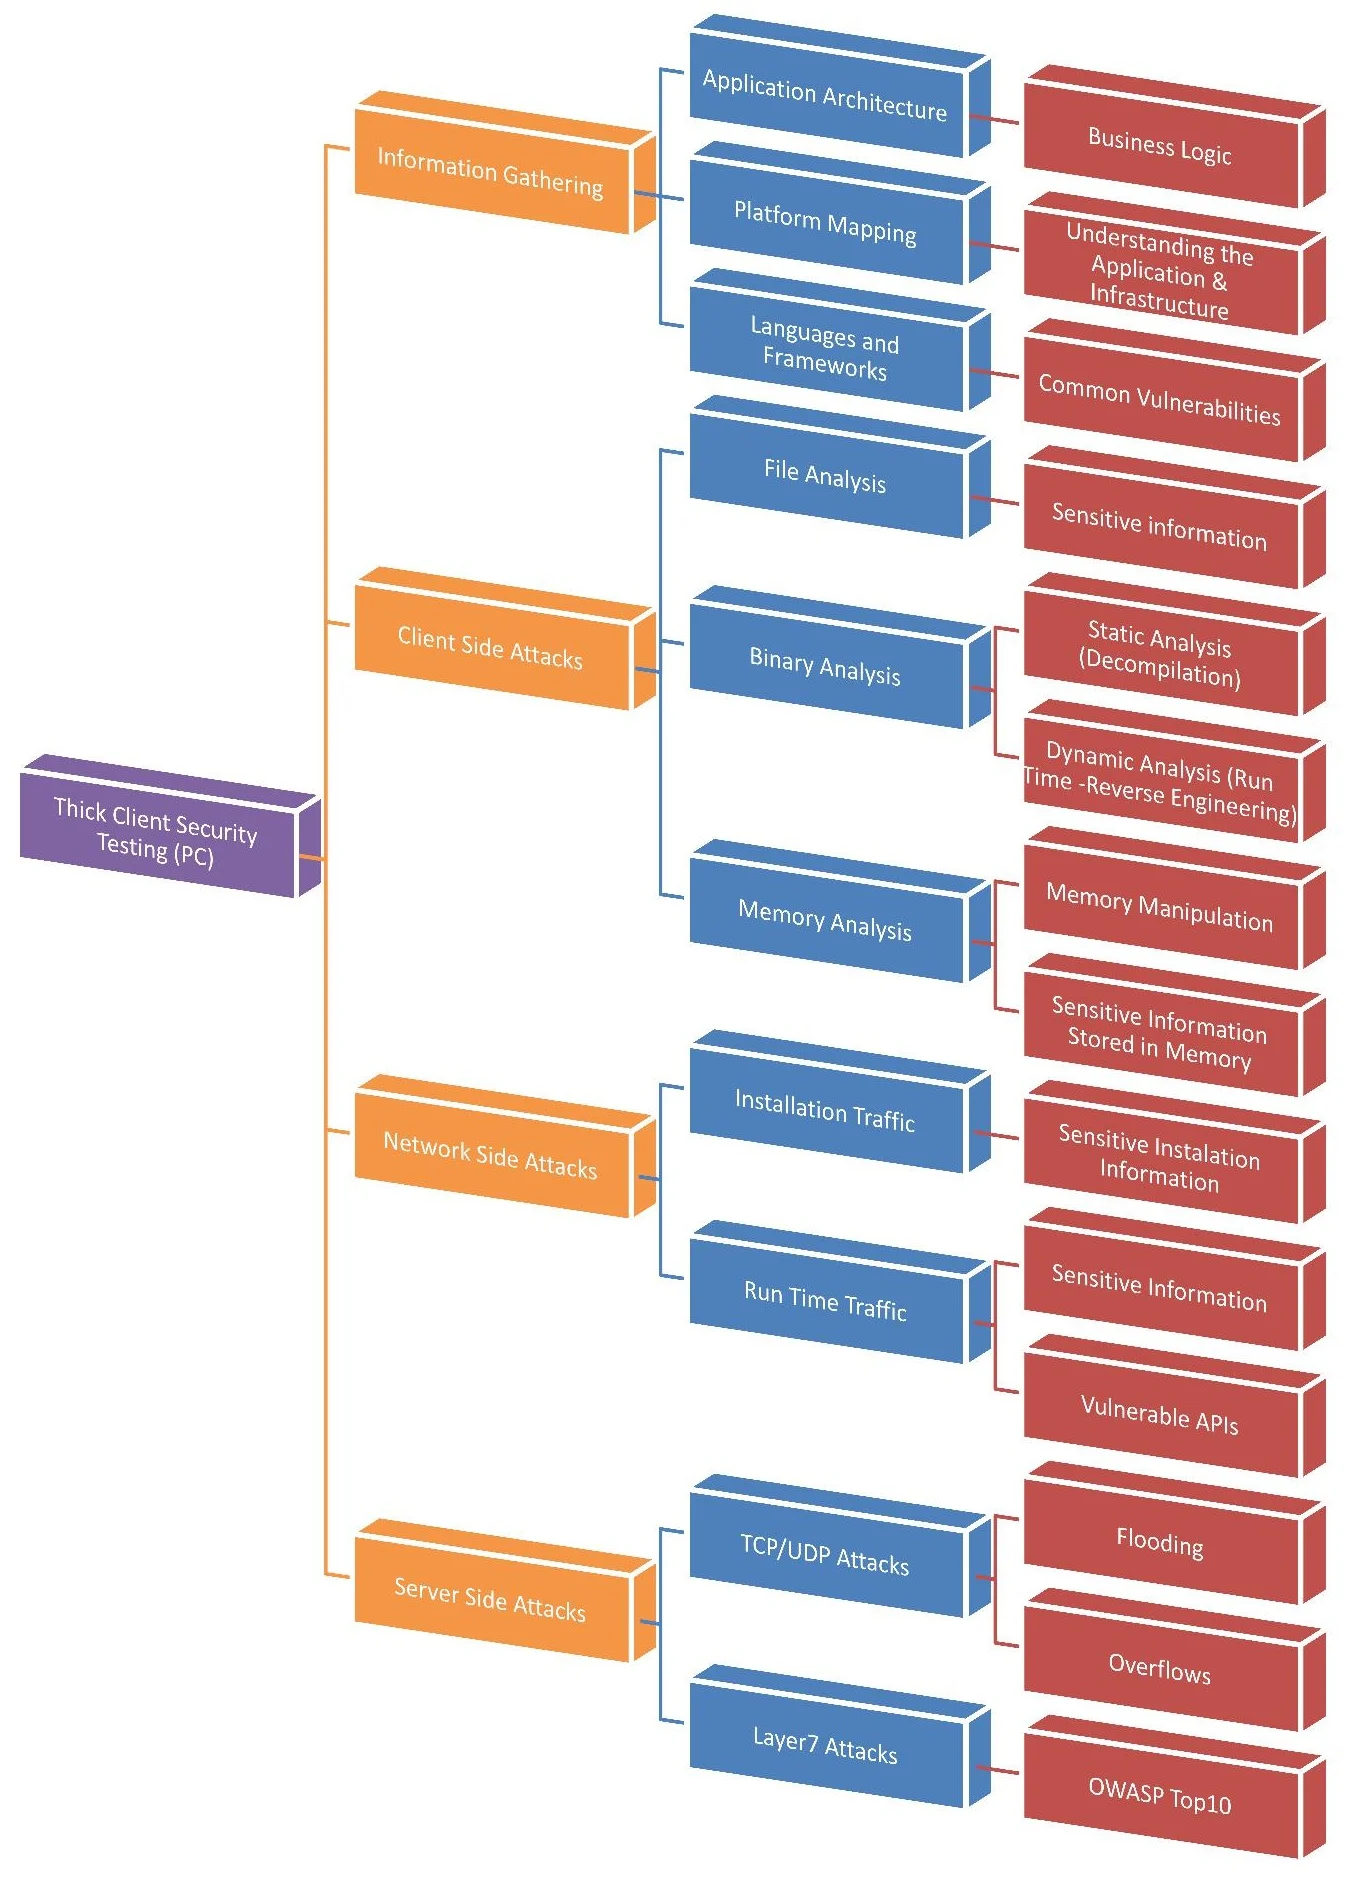 Thick Client Security
Testing (PC)
Information Gathering
Application Architecture
Business Logic
Platform Mapping
Understanding the
Application &
Infrastructure
Languages and
Frameworks
Common Vulnerabilities
Client Side Attacks
File Analysis
Sensitive information
Binary Analysis
Static Analysis
(Decompilation)
Dynamic Analysis (Run
Time -Reverse Engineering)
Memory Analysis
Memory Manipulation
Sensitive Information
Stored in Memory
Network Side Attacks
Installation Traffic
Sensitive Instalation
Information
Run Time Traffic
Sensitive Information
Vulnerable APIs
Server Side Attacks
TCP/UDP Attacks
Flooding
Overflows
Layer7 Attacks
OWASP Top10